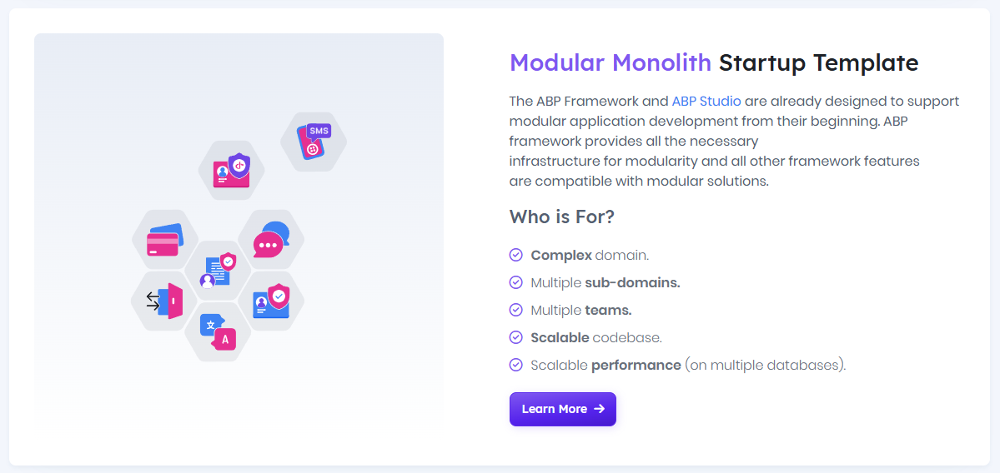 Modular Monolith Startup Template
SMS
The ABP Framework and ABP Studio are already designed to support
modular application development from their beginning. ABP
framework provides all the necessary
infrastructure for modularity and all other framework features
are compatible with modular solutions.
Who is For?
Complex domain.
Multiple sub-domains.
Multiple teams.
Scalable codebase.
Scalable performance (on multiple databases).
文
A
Learn More →